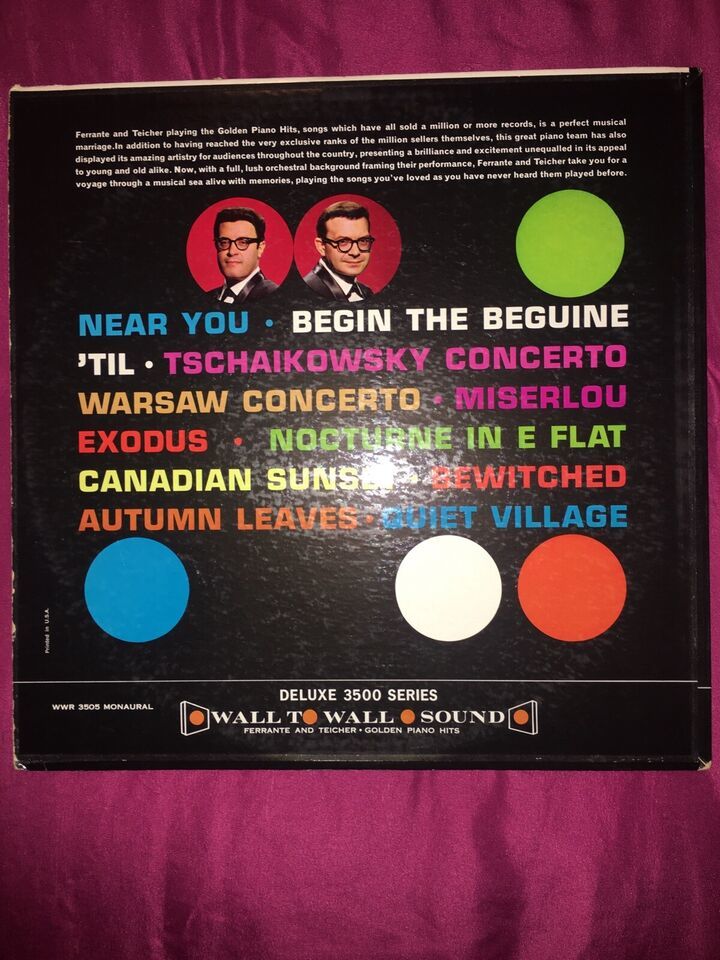 Ferrante and Teicher playing the Golden Piano Hits, songs which have all sold a million or more records, is a perfect musical
marriage.In addition to having reached the very exclusive ranks of the million sellers themselves, this great piano team has also
displayed its amazing artistry for audiences throughout the country, presenting a brilliance and excitement unequalled in its appeal
to young and old alike. Now, with a full, lush orchestral background framing their performance, Ferrante and Teicher take you for a
voyage through a musical sea alive with memories, playing the songs you've loved as you have never heard them played before.
NEAR YOU • BEGIN THE BEGUINE
'TIL • TSCHAIKOWSKY CONCERTO
WARSAW CONCERTO • MISERLOU
EXODUS • NOCTURNE IN E FLAT
CANADIAN SUNSET • BEWITCHED
AUTUMN LEAVES • QUIET VILLAGE
Printed in U.S.A.
DELUXE 3500 SERIES
WWR 3505 MONAURAL
WALL TO WALL SOUND
FERRANTE AND TEICHER • GOLDEN PIANO HITS